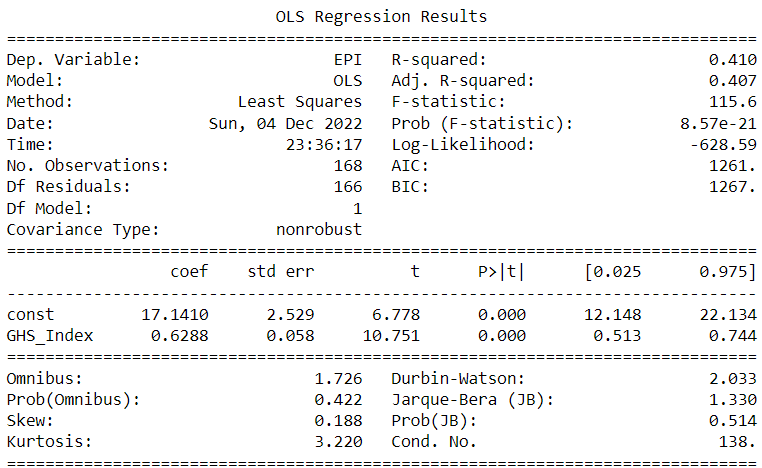 OLS Regression Results
==============================================================================
Dep. Variable:                    EPI   R-squared:                       0.410
Model:                            OLS   Adj. R-squared:                  0.407
Method:                 Least Squares   F-statistic:                     115.6
Date:                Sun, 04 Dec 2022   Prob (F-statistic):           8.57e-21
Time:                        23:36:17   Log-Likelihood:                -628.59
No. Observations:                 168   AIC:                             1261.
Df Residuals:                     166   BIC:                             1267.
Df Model:                           1
Covariance Type:            nonrobust
==============================================================================
                 coef    std err          t      P>|t|      [0.025      0.975]
------------------------------------------------------------------------------
const         17.1410      2.529      6.778      0.000      12.148      22.134
GHS_Index      0.6288      0.058     10.751      0.000       0.513       0.744
==============================================================================
Omnibus:                        1.726   Durbin-Watson:                   2.033
Prob(Omnibus):                  0.422   Jarque-Bera (JB):                1.330
Skew:                           0.188   Prob(JB):                        0.514
Kurtosis:                       3.220   Cond. No.                         138.
==============================================================================